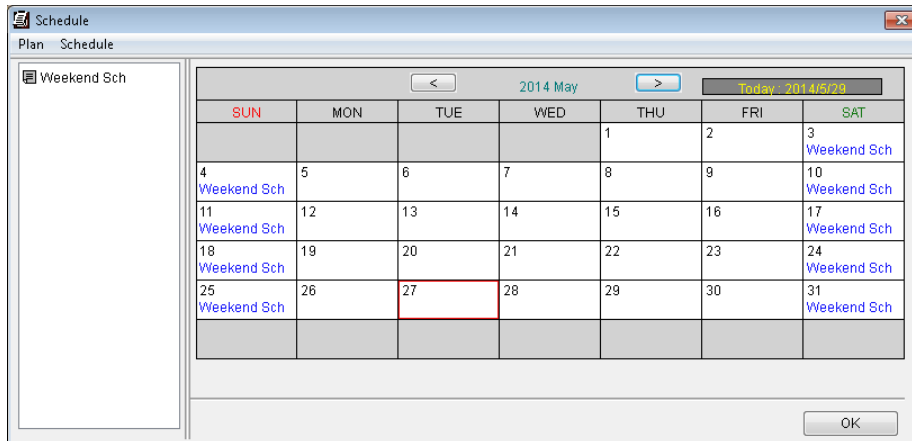 Schedule
Plan Schedule
Weekend Sch
< 2014 May > Today : 2014/5/29
SUN MON TUE WED THU FRI SAT
1 2 3
Weekend Sch
4 5 6 7 8 9 10
Weekend Sch Weekend Sch
11 12 13 14 15 16 17
Weekend Sch Weekend Sch
18 19 20 21 22 23 24
Weekend Sch Weekend Sch
25 26 27 28 29 30 31
Weekend Sch Weekend Sch
OK